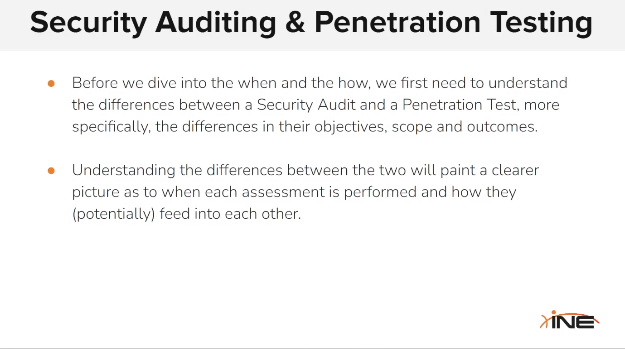 Security Auditing & Penetration Testing
Before we dive into the when and the how, we first need to understand
the differences between a Security Audit and a Penetration Test, more
specifically, the differences in their objectives, scope and outcomes.
Understanding the differences between the two will paint a clearer
picture as to when each assessment is performed and how they
(potentially) feed into each other.
INE